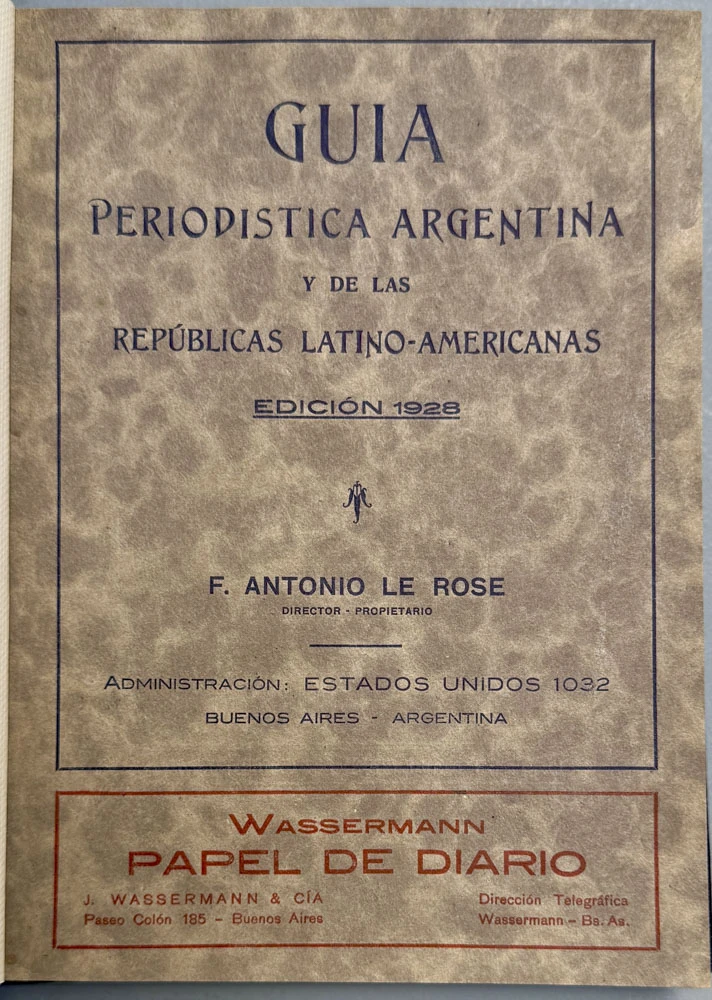 GUIA
PERIODISTICA ARGENTINA
Y DE LAS
REPÚBLICAS LATINO-AMERICANAS
EDICIÓN 1928
F. ANTONIO LE ROSE
DIRECTOR - PROPIETARIO
ADMINISTRACIÓN: ESTADOS UNIDOS 1032
BUENOS AIRES - ARGENTINA
WASSERMANN
PAPEL DE DIARIO
J. WASSERMANN & CÍA
Paseo Colón 185 - Buenos Aires
Dirección Telegráfica
Wassermann - Bs. As.